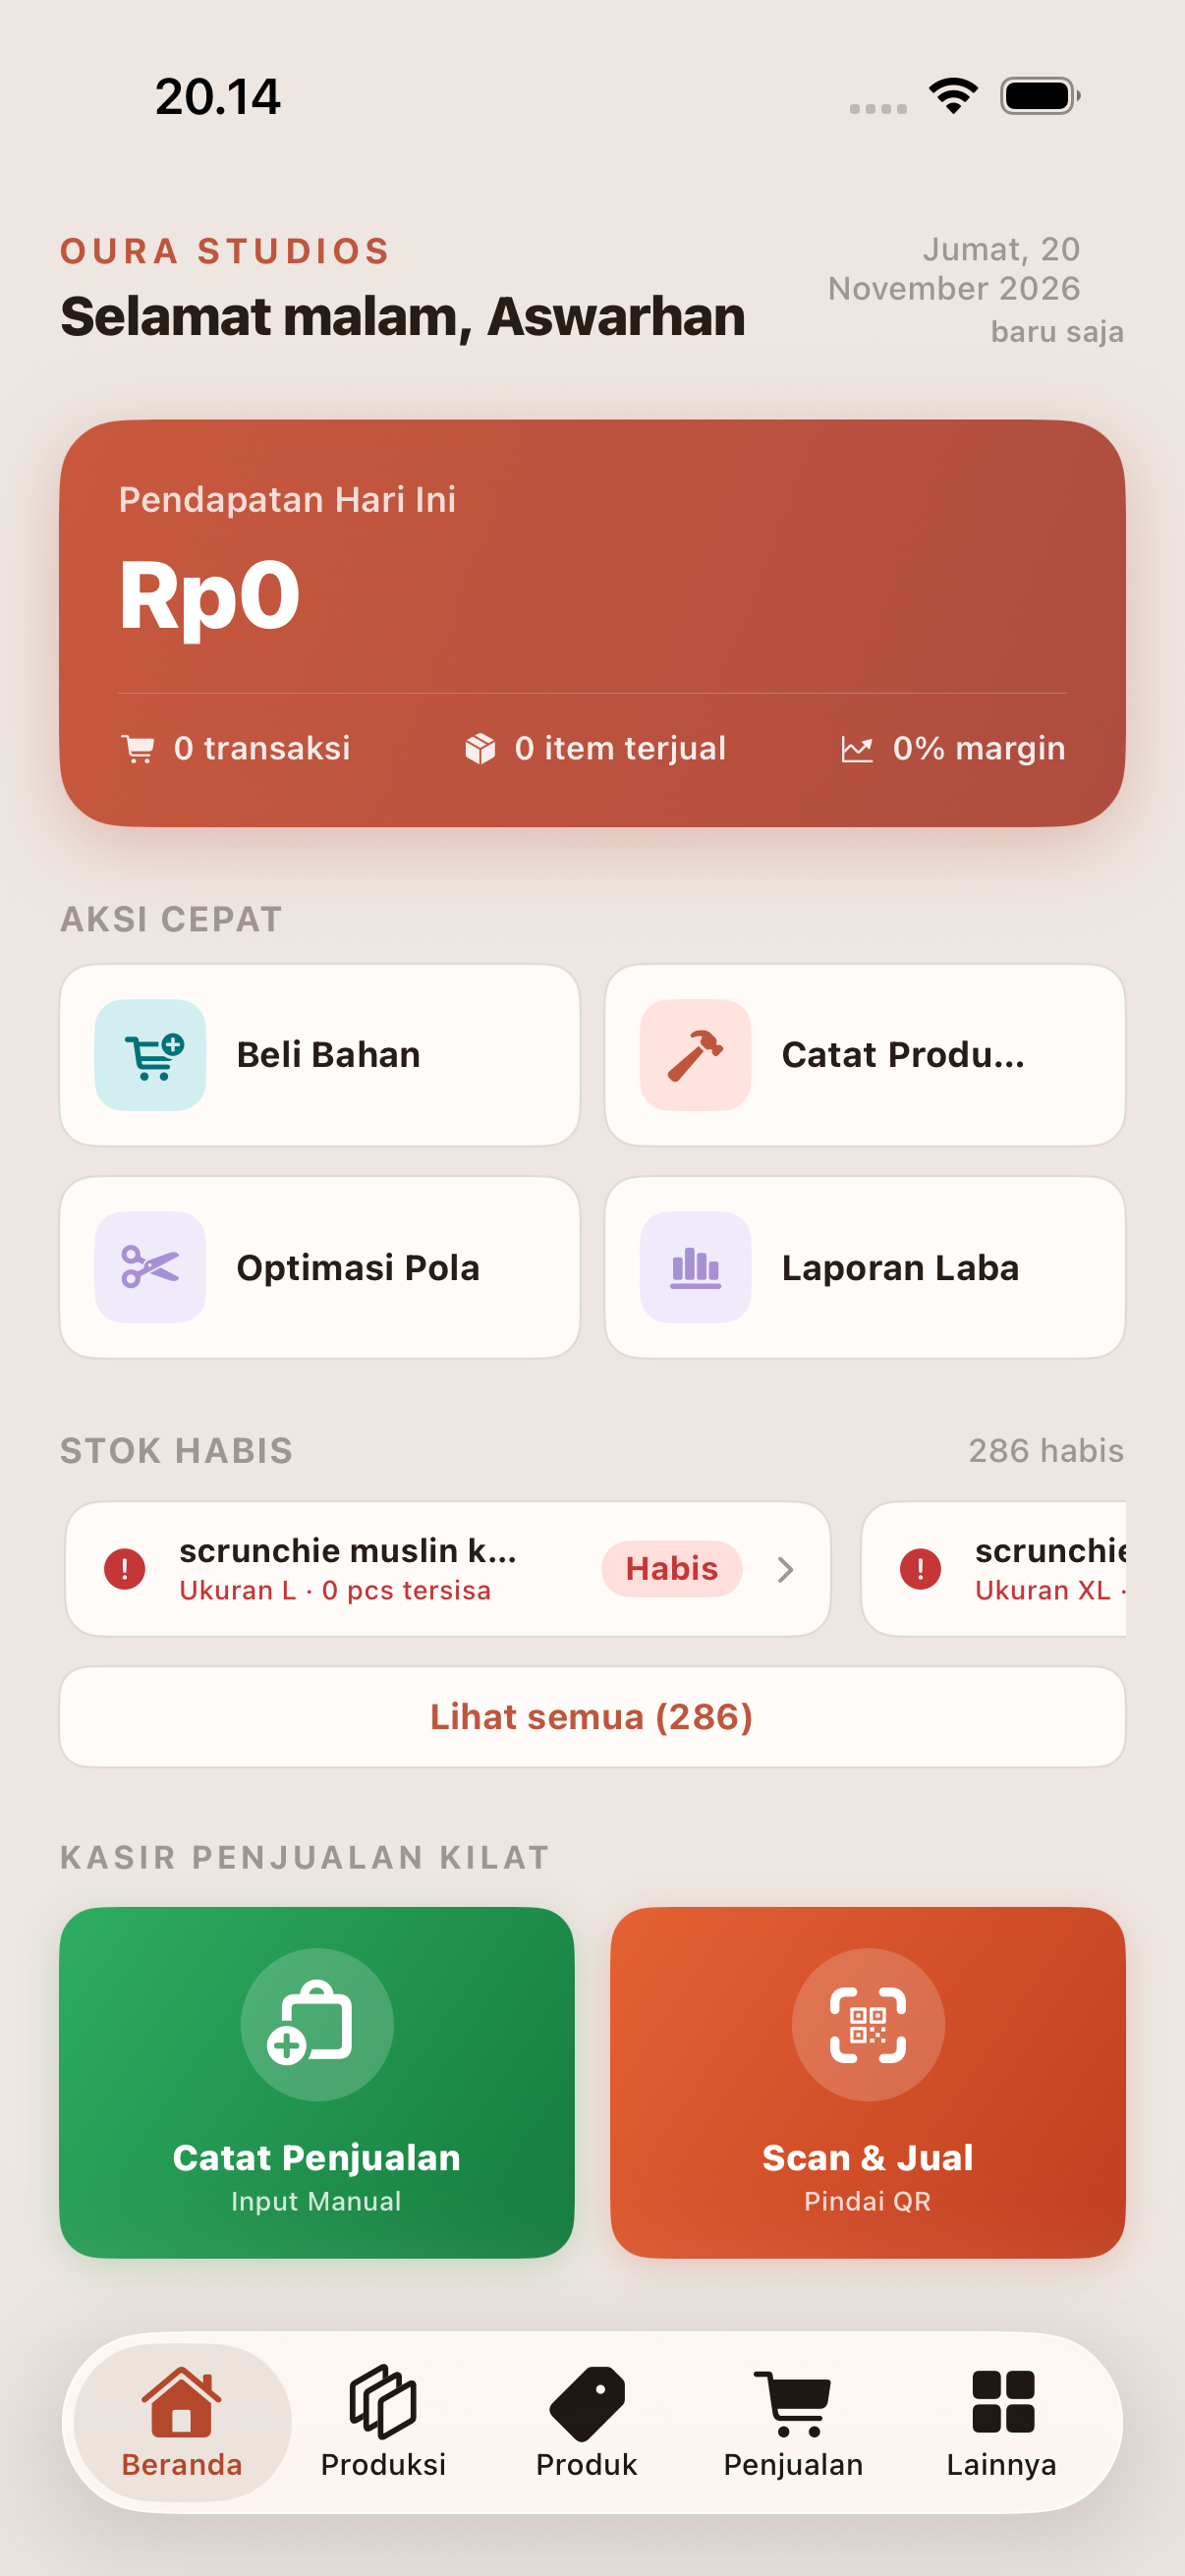 20.14
OURA STUDIOS
Selamat malam, Aswarhan
Jumat, 20
November 2026
baru saja
Pendapatan Hari Ini
Rp0
0 transaksi
0 item terjual
0% margin
AKSI CEPAT
Beli Bahan
Catat Produ...
Optimasi Pola
Laporan Laba
STOK HABIS
286 habis
scrunchie muslin k...
Ukuran L · 0 pcs tersisa
Habis
scrunchie
Ukuran XL ·
Lihat semua (286)
KASIR PENJUALAN KILAT
Catat Penjualan
Input Manual
Scan & Jual
Pindai QR
Beranda
Produksi
Produk
Penjualan
Lainnya